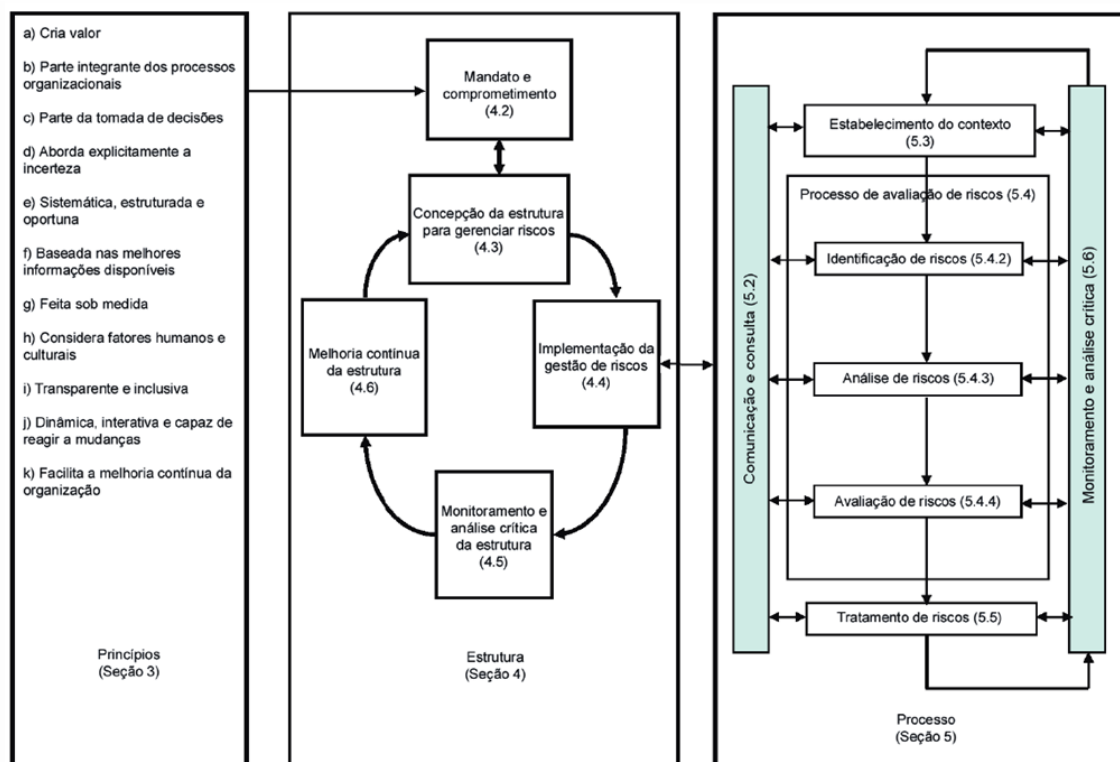 a) Cria valor
b) Parte integrante dos processos
organizacionais
c) Parte da tomada de decisões
d) Aborda explicitamente a
incerteza
e) Sistemática, estruturada e
oportuna
f) Baseada nas melhores
informações disponíveis
g) Feita sob medida
h) Considera fatores humanos e
culturais
i) Transparente e inclusiva
j) Dinâmica, interativa e capaz de
reagir a mudanças
k) Facilita a melhoria contínua da
organização
Princípios
(Seção 3)
Mandato e
comprometimento
(4.2)
Concepção da estrutura
para gerenciar riscos
(4.3)
Melhoria contínua
da estrutura
(4.6)
Implementação da
gestão de riscos
(4.4)
Monitoramento e
análise crítica
da estrutura
(4.5)
Estrutura
(Seção 4)
Comunicação e consulta (5.2)
Estabelecimento do contexto
(5.3)
Processo de avaliação de riscos (5.4)
Identificação de riscos (5.4.2)
Análise de riscos (5.4.3)
Avaliação de riscos (5.4.4)
Tratamento de riscos (5.5)
Monitoramento e análise crítica (5.6)
Processo
(Seção 5)